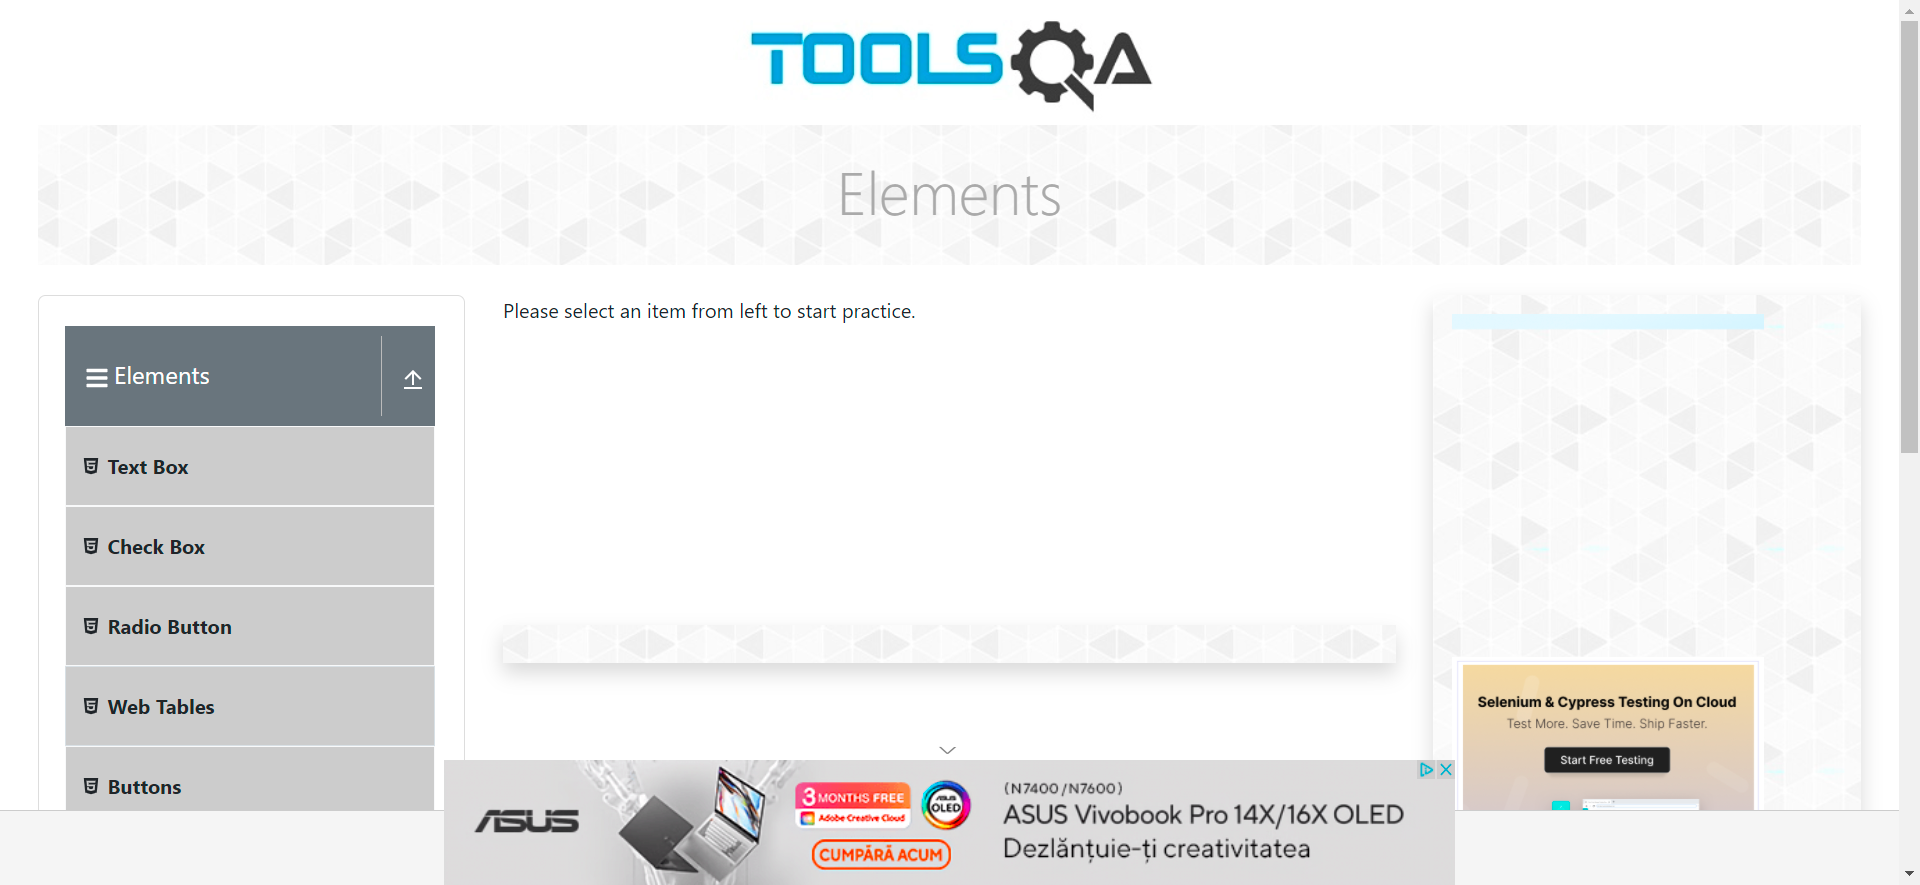 TOOLSQA
Elements
Elements
Text Box
Check Box
Radio Button
Web Tables
Buttons
Please select an item from left to start practice.
Selenium & Cypress Testing On Cloud
Test More. Save Time. Ship Faster.
Start Free Testing
ASUS
3 MONTHS FREE
Adobe Creative Cloud
ASUS
OLED
CUMPĂRĂ ACUM
(N7400/N7600)
ASUS Vivobook Pro 14X/16X OLED
Dezlănțuie-ți creativitatea